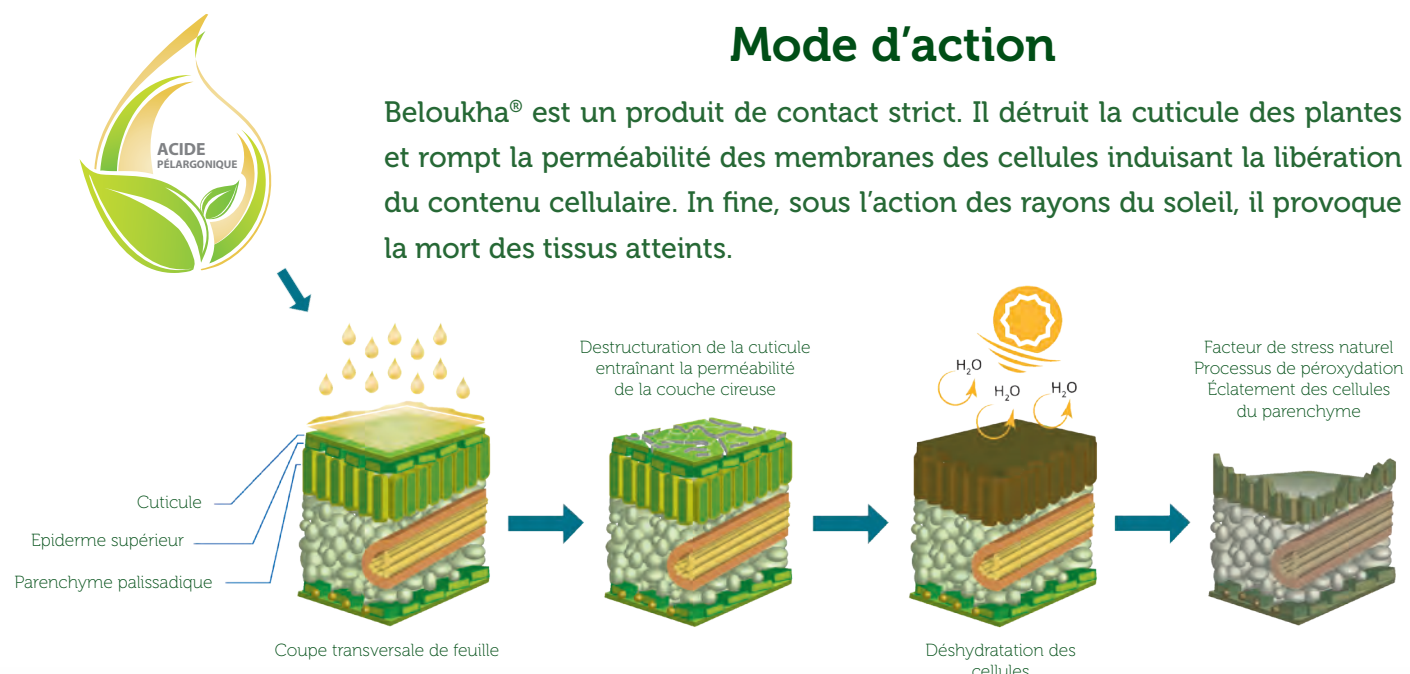 Mode d’action
ACIDE
PÉLARGONIQUE
Beloukha® est un produit de contact strict. Il détruit la cuticule des plantes
et rompt la perméabilité des membranes des cellules induisant la libération
du contenu cellulaire. In fine, sous l’action des rayons du soleil, il provoque
la mort des tissus atteints.
Destructuration de la cuticule
entraînant la perméabilité
de la couche cireuse
H₂O
H₂O
H₂O
Facteur de stress naturel
Processus de péroxydation
Éclatement des cellules
du parenchyme
Cuticule
Epiderme supérieur
Parenchyme palissadique
Coupe transversale de feuille
Déshydratation des
cellules